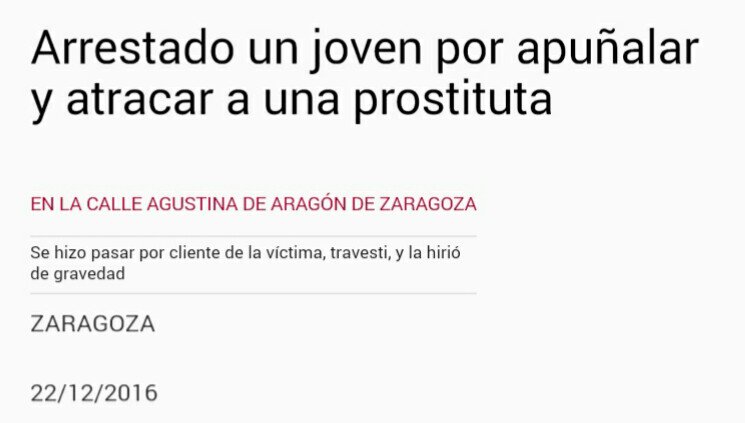 Arrestado un joven por apuñalar
y atracar a una prostituta
EN LA CALLE AGUSTINA DE ARAGÓN DE ZARAGOZA
Se hizo pasar por cliente de la víctima, travesti, y la hirió
de gravedad
ZARAGOZA
22/12/2016